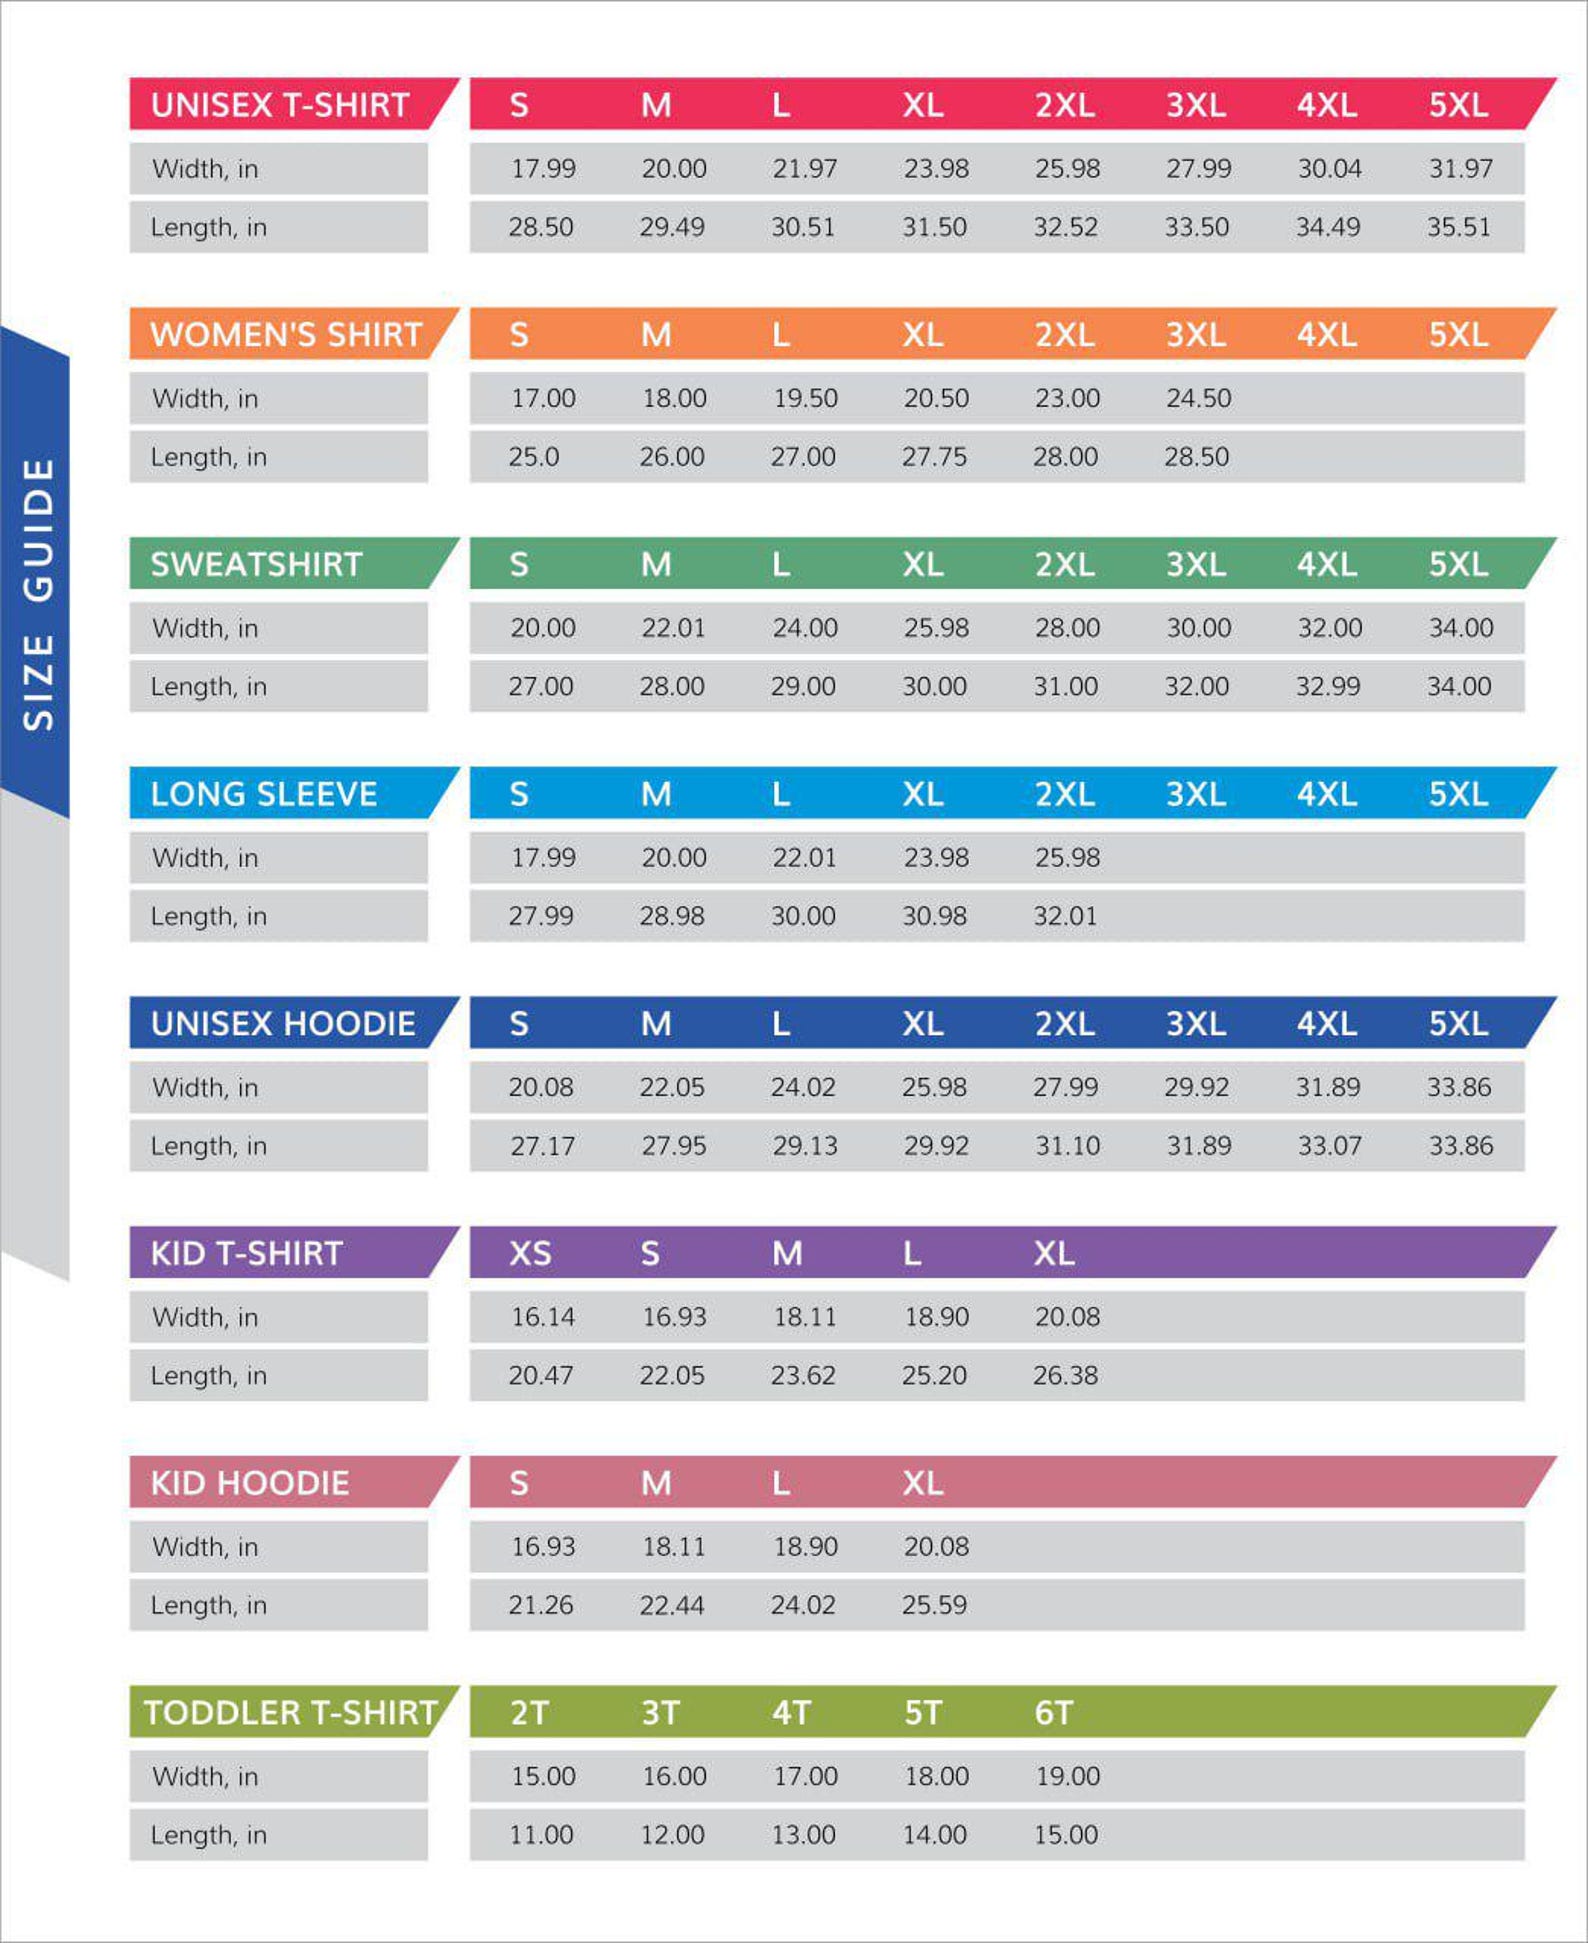 SIZE GUIDE
UNISEX T-SHIRT S M L XL 2XL 3XL 4XL 5XL
Width, in 17.99 20.00 21.97 23.98 25.98 27.99 30.04 31.97
Length, in 28.50 29.49 30.51 31.50 32.52 33.50 34.49 35.51
WOMEN'S SHIRT S M L XL 2XL 3XL 4XL 5XL
Width, in 17.00 18.00 19.50 20.50 23.00 24.50
Length, in 25.0 26.00 27.00 27.75 28.00 28.50
SWEATSHIRT S M L XL 2XL 3XL 4XL 5XL
Width, in 20.00 22.01 24.00 25.98 28.00 30.00 32.00 34.00
Length, in 27.00 28.00 29.00 30.00 31.00 32.00 32.99 34.00
LONG SLEEVE S M L XL 2XL 3XL 4XL 5XL
Width, in 17.99 20.00 22.01 23.98 25.98
Length, in 27.99 28.98 30.00 30.98 32.01
UNISEX HOODIE S M L XL 2XL 3XL 4XL 5XL
Width, in 20.08 22.05 24.02 25.98 27.99 29.92 31.89 33.86
Length, in 27.17 27.95 29.13 29.92 31.10 31.89 33.07 33.86
KID T-SHIRT XS S M L XL
Width, in 16.14 16.93 18.11 18.90 20.08
Length, in 20.47 22.05 23.62 25.20 26.38
KID HOODIE S M L XL
Width, in 16.93 18.11 18.90 20.08
Length, in 21.26 22.44 24.02 25.59
TODDLER T-SHIRT 2T 3T 4T 5T 6T
Width, in 15.00 16.00 17.00 18.00 19.00
Length, in 11.00 12.00 13.00 14.00 15.00